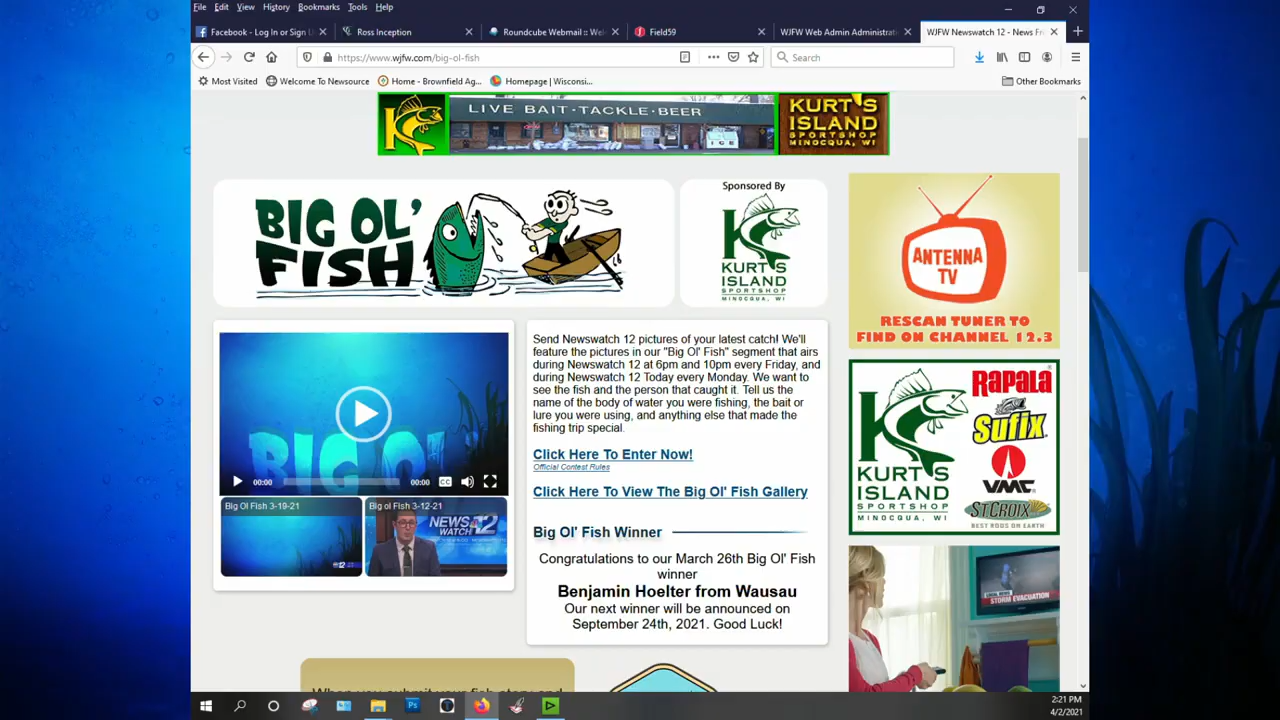 File Edit View History Bookmarks Tools Help
Facebook - Log In or Sign U
Ross Inception
Roundcube Webmail :: Wel
Field59
WJFW Web Admin Administrat
WJFW Newswatch 12 - News Fr
https://www.wjfw.com/big-ol-fish
Search
Most Visited
Welcome To Newsource
Home - Brownfield Ag...
Homepage | Wisconsi...
Other Bookmarks
LIVE BAIT·TACKLE·BEER
ICE
KURT'S
ISLAND
SPORTSHOP
MINOCQUA, WI
BIG OL'
FISH
Sponsored By
KURT'S
ISLAND
SPORTSHOP
MINOCQUA, WI
ANTENNA
TV
RESCAN TUNER TO
FIND ON CHANNEL 12.3
BIG O
00:00
00:00
CC
Big Ol Fish 3-19-21
12
Big ol Fish 3-12-21
NEWS
WATCH 12
Send Newswatch 12 pictures of your latest catch! We'll
feature the pictures in our "Big Ol' Fish" segment that airs
during Newswatch 12 at 6pm and 10pm every Friday, and
during Newswatch 12 Today every Monday. We want to
see the fish and the person that caught it. Tell us the
name of the body of water you were fishing, the bait or
lure you were using, and anything else that made the
fishing trip special.
Click Here To Enter Now!
Official Contest Rules
Click Here To View The Big Ol' Fish Gallery
Big Ol' Fish Winner
Congratulations to our March 26th Big Ol' Fish
winner
Benjamin Hoelter from Wausau
Our next winner will be announced on
September 24th, 2021. Good Luck!
KURT'S
ISLAND
SPORTSHOP
MINOCQUA, WI
RAPALA
Sufix
VMC
ST.CROIX
BEST RODS ON EARTH
STORM EVACUATION
Ps
2:21 PM
4/2/2021